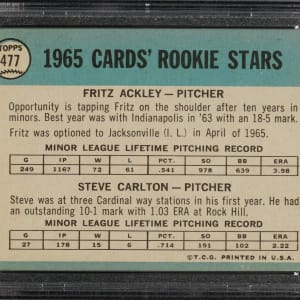 TOPPS
477
1965 CARDS' ROOKIE STARS
FRITZ ACKLEY — PITCHER
Opportunity is tapping Fritz on the shoulder after ten years in
minors. Best year was with Indianapolis in '63 with an 18-5 mark.
Fritz was optioned to Jacksonville (I. L.) in April of 1965.
MINOR LEAGUE LIFETIME PITCHING RECORD
G IP W L PCT. SO BB ERA
249 1167 72 61 .541 978 639 3.98
STEVE CARLTON — PITCHER
Steve was at three Cardinal way stations in his first year. He had
an outstanding 10-1 mark with 1.03 ERA at Rock Hill.
MINOR LEAGUE LIFETIME PITCHING RECORD
G IP W L PCT. SO BB ERA
27 178 15 6 .714 191 102 2.22
©T.C.G. PRINTED IN U.S.A.